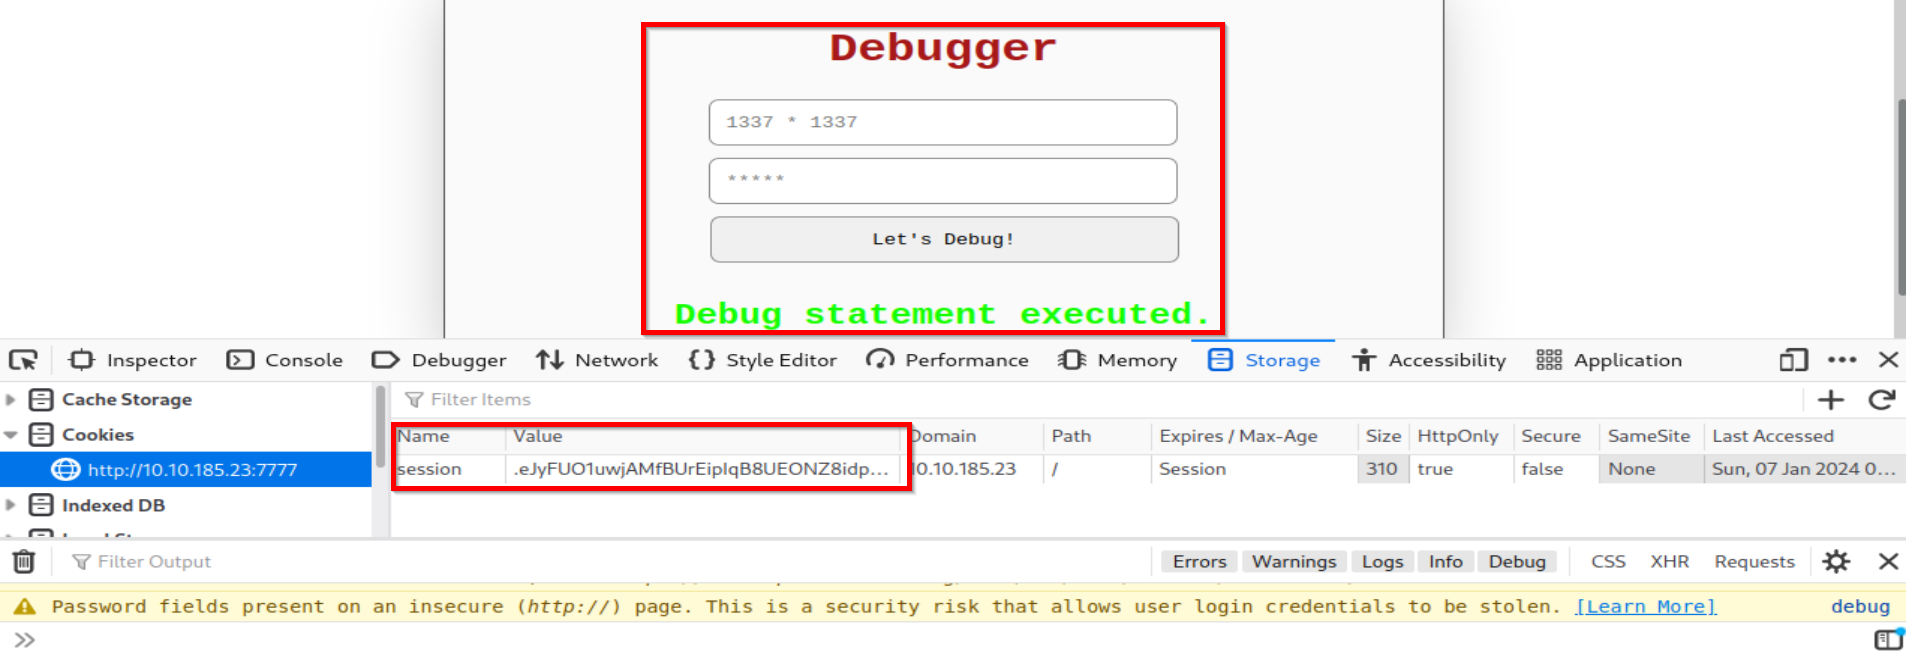 Debugger
1337 * 1337
*****
Let's Debug!
Debug statement executed.
Inspector Console Debugger Network Style Editor Performance Memory Storage Accessibility Application
Cache Storage
Filter Items
Cookies
Name Value Domain Path Expires / Max-Age Size HttpOnly Secure SameSite Last Accessed
http://10.10.185.23:7777
session .eJyFUO1uwjAMfBUrEipIqB8UEONZ8idp... 10.10.185.23 / Session 310 true false None Sun, 07 Jan 2024 0...
Indexed DB
Filter Output
Errors Warnings Logs Info Debug CSS XHR Requests
Password fields present on an insecure (http://) page. This is a security risk that allows user login credentials to be stolen. [Learn More] debug